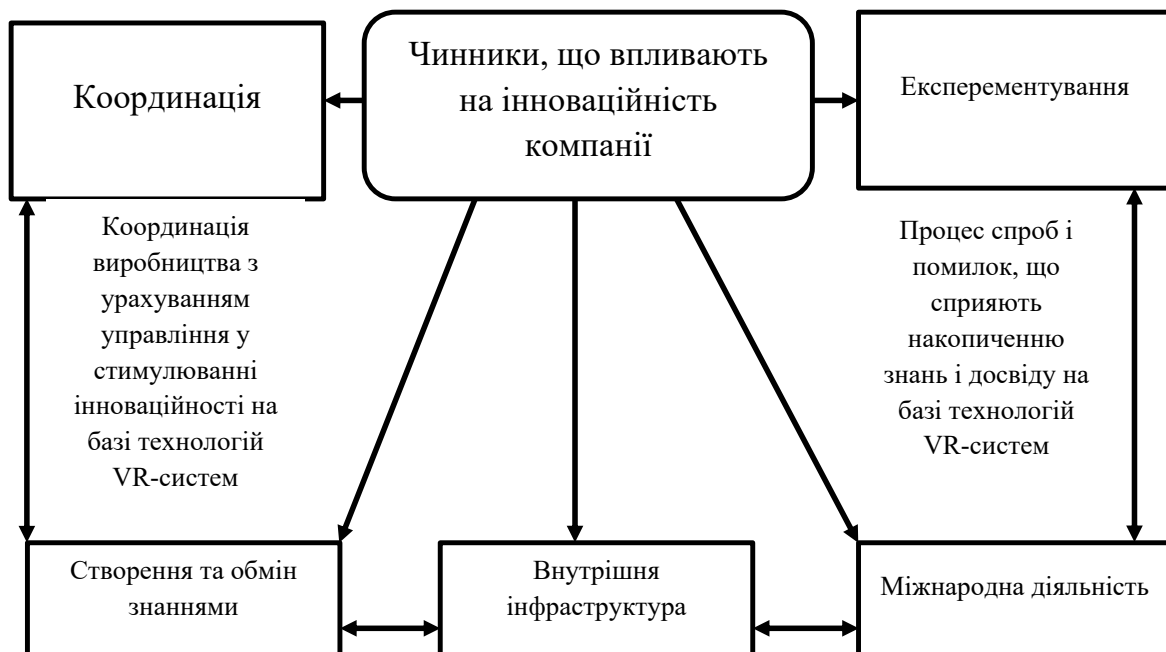 Координація
Чинники, що впливають
на інноваційність
компанії
Експерементування
Координація
виробництва з
урахуванням
управління у
стимулюванні
інноваційності на
базі технологій
VR-систем
Процес спроб і
помилок, що
сприяють
накопиченню
знань і досвіду на
базі технологій
VR-систем
Створення та обмін
знаннями
Внутрішня
інфраструктура
Міжнародна діяльність